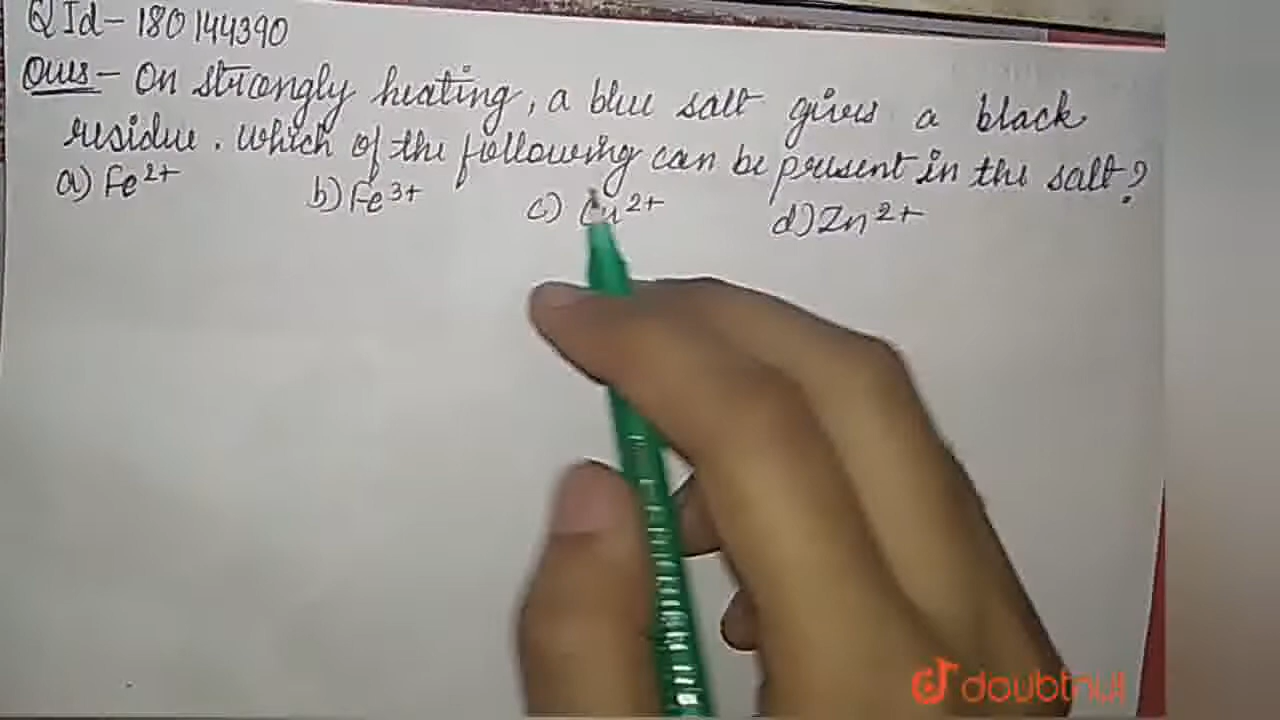 Q Id - 180144390
Ques - On strongly heating, a blue salt gives a black
residue. which of the following can be present in the salt?
a) Fe2+ b) Fe3+ c) Cu2+ d) Zn2+
doubtnut